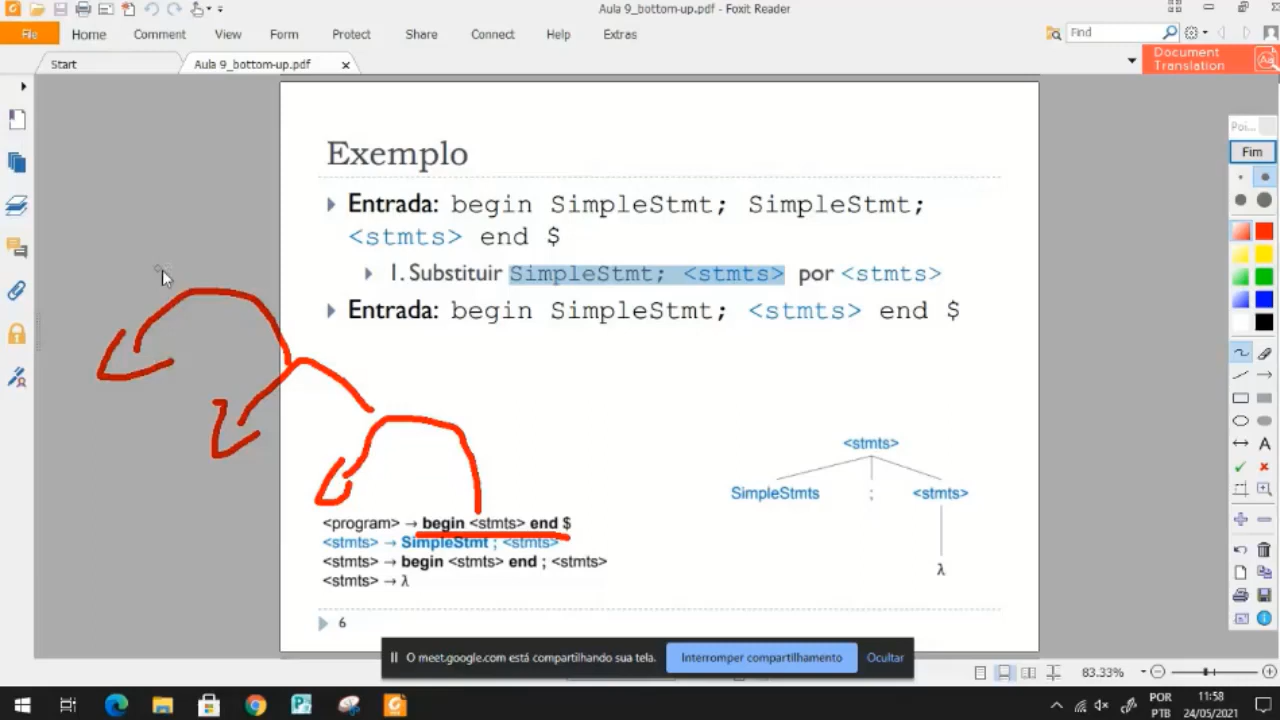 Aula 9_bottom-up.pdf - Foxit Reader
File Home Comment View Form Protect Share Connect Help Extras
Find
Start
Aula 9_bottom-up.pdf
Document
Translation
Poi...
Fim
Exemplo
Entrada: begin SimpleStmt; SimpleStmt;
<stmts> end $
1. Substituir SimpleStmt; <stmts> por <stmts>
Entrada: begin SimpleStmt; <stmts> end $
<stmts>
SimpleStmts ; <stmts>
λ
<program> → begin <stmts> end $
<stmts> → SimpleStmt ; <stmts>
<stmts> → begin <stmts> end ; <stmts>
<stmts> → λ
6
O meet.google.com está compartilhando sua tela. Interromper compartilhamento Ocultar
83.33%
POR
PTB
11:58
24/05/2021